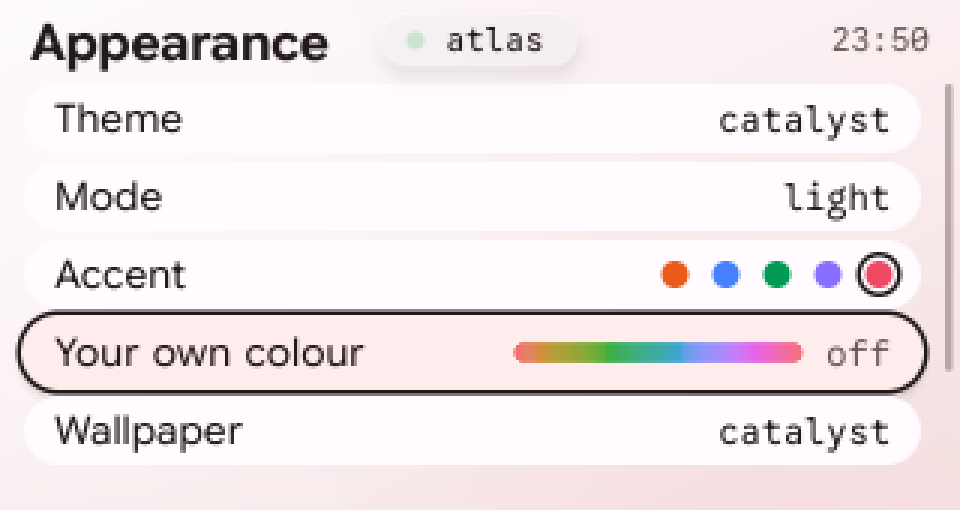 Appearance atlas 23:50
Theme catalyst
Mode light
Accent
Your own colour off
Wallpaper catalyst